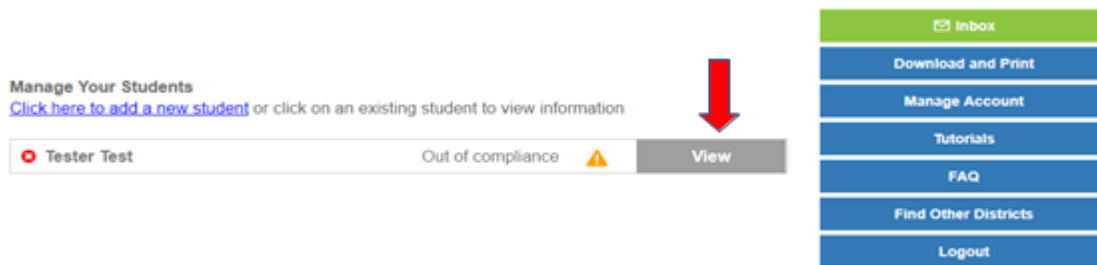 Manage Your Students
Click here to add a new student or click on an existing student to view information
Tester Test Out of compliance View
Inbox
Download and Print
Manage Account
Tutorials
FAQ
Find Other Districts
Logout